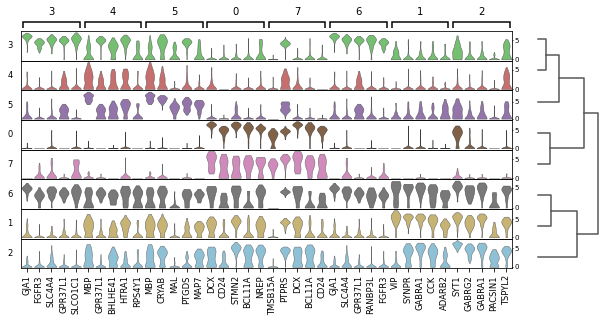 3 4 5 0 7 6 1 2
3 5 0
4 5 0
5 5 0
0 5 0
7 5 0
6 5 0
1 5 0
2 5 0
GJA1 FGFR3 SLC4A4 GPR37L1 SLCO1C1 MBP GPR37L1 BHLHE41 HTRA1 RPS4Y1 MBP CRYAB MAL PTGDS MAP7 DCX CD24 STMN2 BCL11A NREP TMSB15A PTPRS DCX BCL11A CD24 GJA1 SLC4A4 GPR37L1 RANBP3L FGFR3 VIP SYNPR GABRA1 CCK ADARB2 SYT1 GABRG2 GABRA1 PACSIN1 TSPYL2